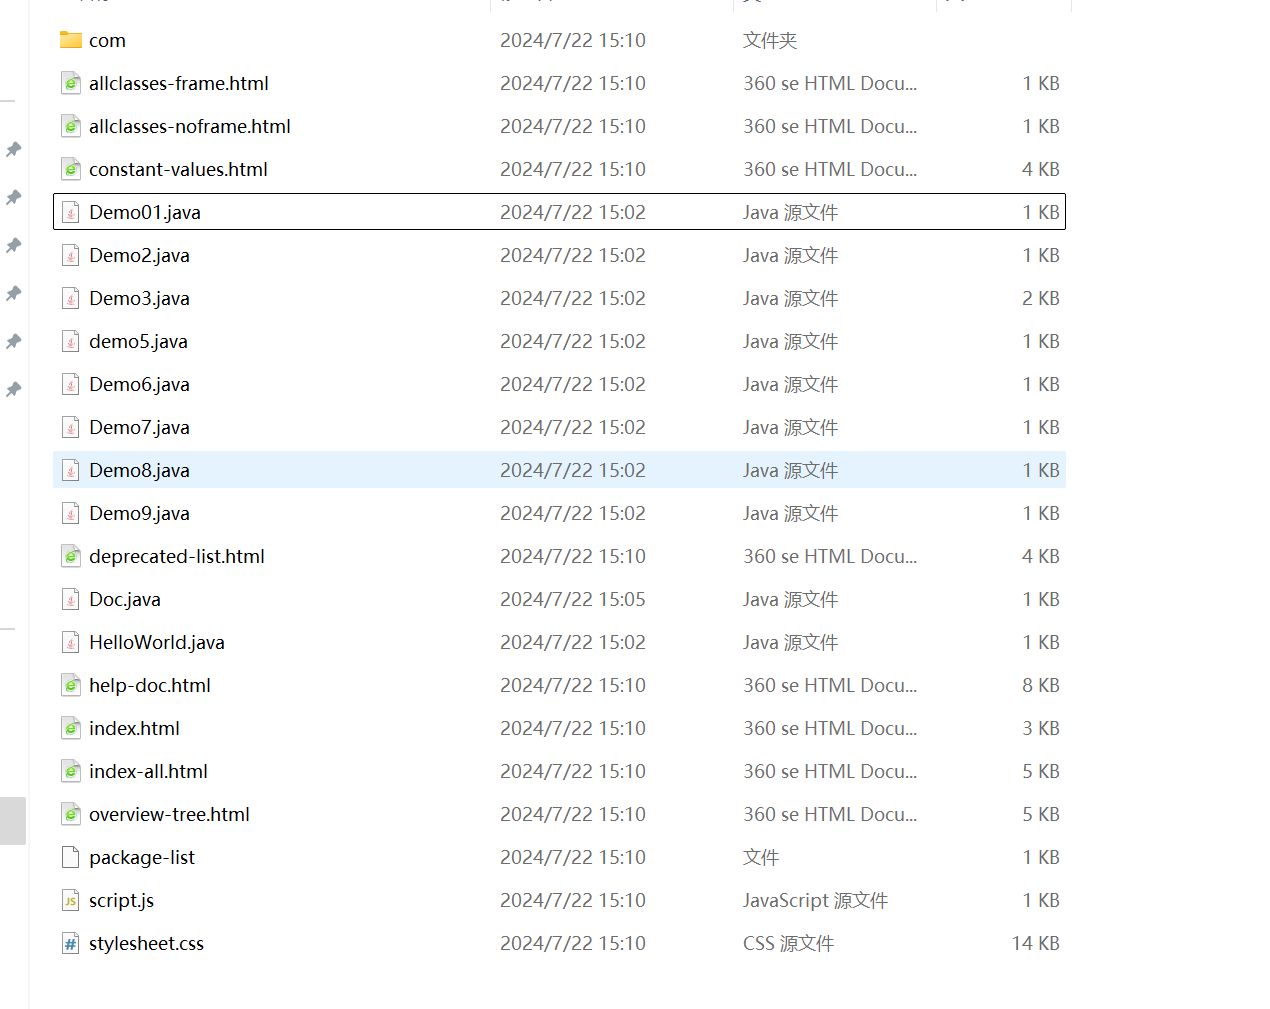 com 2024/7/22 15:10 文件夹
allclasses-frame.html 2024/7/22 15:10 360 se HTML Docu... 1 KB
allclasses-noframe.html 2024/7/22 15:10 360 se HTML Docu... 1 KB
constant-values.html 2024/7/22 15:10 360 se HTML Docu... 4 KB
Demo01.java 2024/7/22 15:02 Java 源文件 1 KB
Demo2.java 2024/7/22 15:02 Java 源文件 1 KB
Demo3.java 2024/7/22 15:02 Java 源文件 2 KB
demo5.java 2024/7/22 15:02 Java 源文件 1 KB
Demo6.java 2024/7/22 15:02 Java 源文件 1 KB
Demo7.java 2024/7/22 15:02 Java 源文件 1 KB
Demo8.java 2024/7/22 15:02 Java 源文件 1 KB
Demo9.java 2024/7/22 15:02 Java 源文件 1 KB
deprecated-list.html 2024/7/22 15:10 360 se HTML Docu... 4 KB
Doc.java 2024/7/22 15:05 Java 源文件 1 KB
HelloWorld.java 2024/7/22 15:02 Java 源文件 1 KB
help-doc.html 2024/7/22 15:10 360 se HTML Docu... 8 KB
index.html 2024/7/22 15:10 360 se HTML Docu... 3 KB
index-all.html 2024/7/22 15:10 360 se HTML Docu... 5 KB
overview-tree.html 2024/7/22 15:10 360 se HTML Docu... 5 KB
package-list 2024/7/22 15:10 文件 1 KB
script.js 2024/7/22 15:10 JavaScript 源文件 1 KB
stylesheet.css 2024/7/22 15:10 CSS 源文件 14 KB